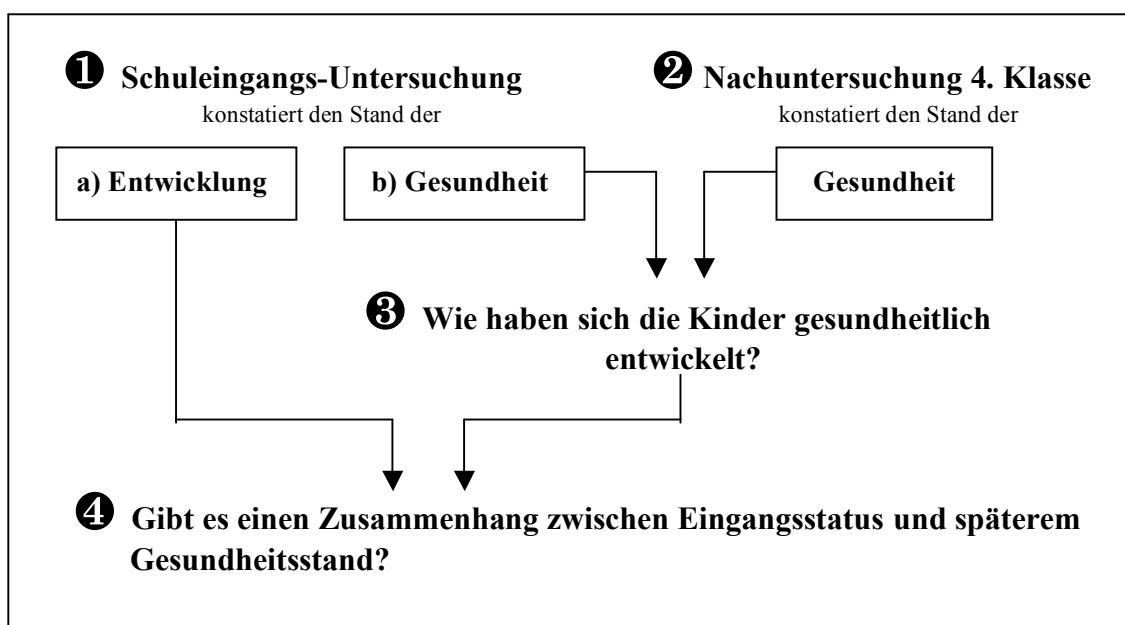 ❶ Schuleingangs-Untersuchung
konstatiert den Stand der
❷ Nachuntersuchung 4. Klasse
konstatiert den Stand der
a) Entwicklung
b) Gesundheit
Gesundheit
❸ Wie haben sich die Kinder gesundheitlich
entwickelt?
❹ Gibt es einen Zusammenhang zwischen Eingangsstatus und späterem
Gesundheitsstand?